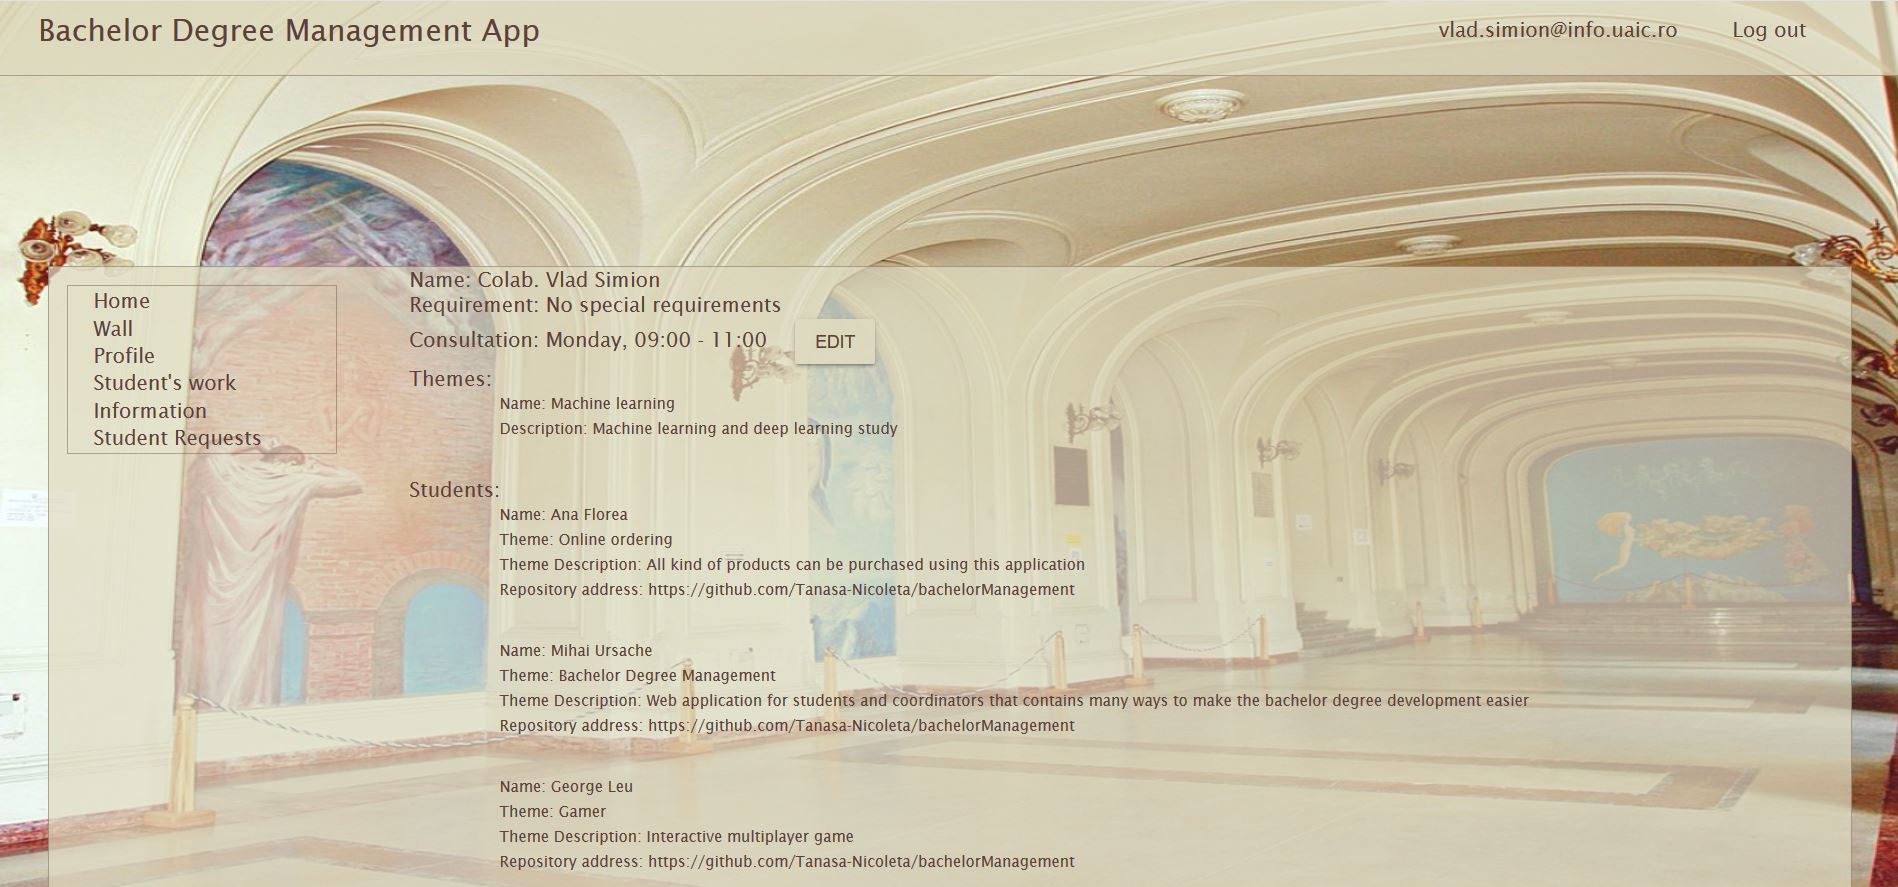 Bachelor Degree Management App
vlad.simion@info.uaic.ro
Log out
Home
Wall
Profile
Student's work
Information
Student Requests
Name: Colab. Vlad Simion
Requirement: No special requirements
Consultation: Monday, 09:00 - 11:00
EDIT
Themes:
Name: Machine learning
Description: Machine learning and deep learning study
Students:
Name: Ana Florea
Theme: Online ordering
Theme Description: All kind of products can be purchased using this application
Repository address: https://github.com/Tanasa-Nicoleta/bachelorManagement
Name: Mihai Ursache
Theme: Bachelor Degree Management
Theme Description: Web application for students and coordinators that contains many ways to make the bachelor degree development easier
Repository address: https://github.com/Tanasa-Nicoleta/bachelorManagement
Name: George Leu
Theme: Gamer
Theme Description: Interactive multiplayer game
Repository address: https://github.com/Tanasa-Nicoleta/bachelorManagement